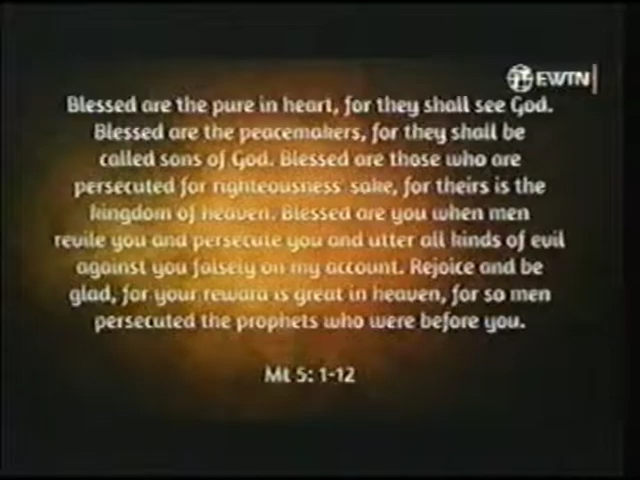 EWTN
Blessed are the pure in heart, for they shall see God.
Blessed are the peacemakers, for they shall be
called sons of God. Blessed are those who are
persecuted for righteousness' sake, for theirs is the
kingdom of heaven. Blessed are you when men
revile you and persecute you and utter all kinds of evil
against you falsely on my account. Rejoice and be
glad, for your reward is great in heaven, for so men
persecuted the prophets who were before you.
Mt 5: 1-12